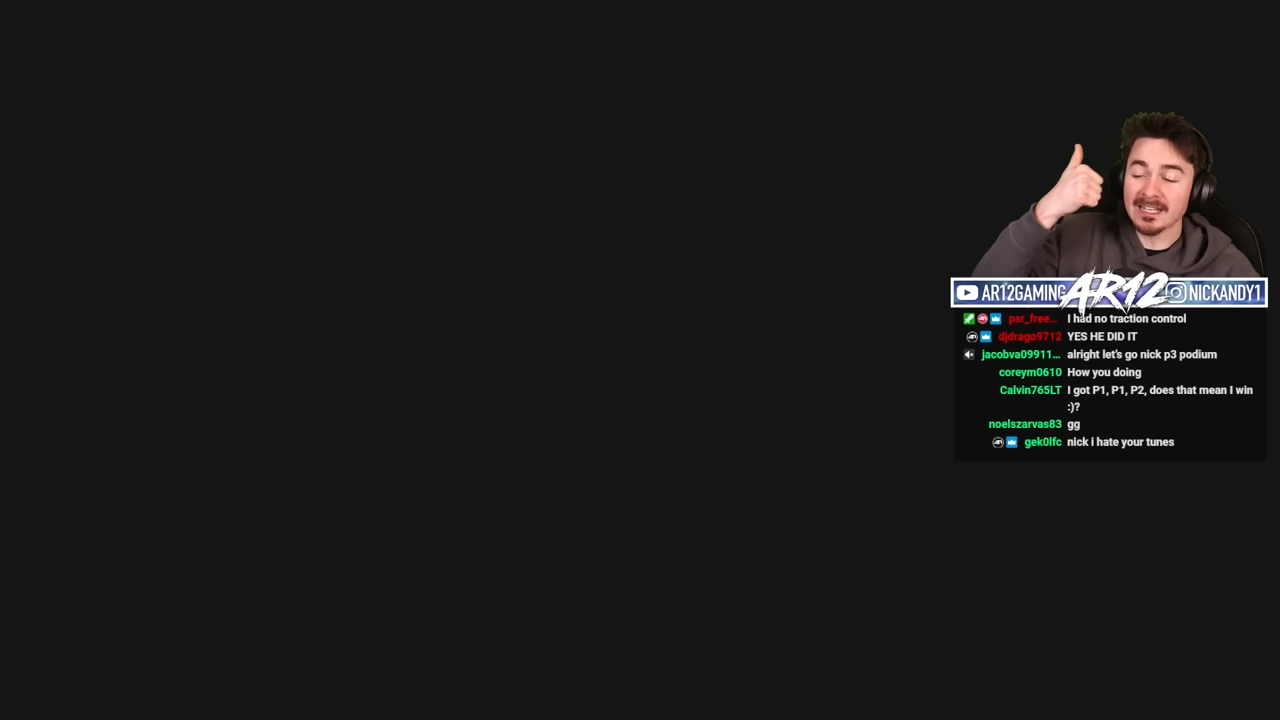 AR12GAMING AR12 NICKANDY1
psr_free... I had no traction control
djdrago9712 YES HE DID IT
jacobva09911... alright let's go nick p3 podium
coreym0610 How you doing
Calvin765LT I got P1, P1, P2, does that mean I win
:)?
noelszarvas83 gg
gek0lfc nick i hate your tunes